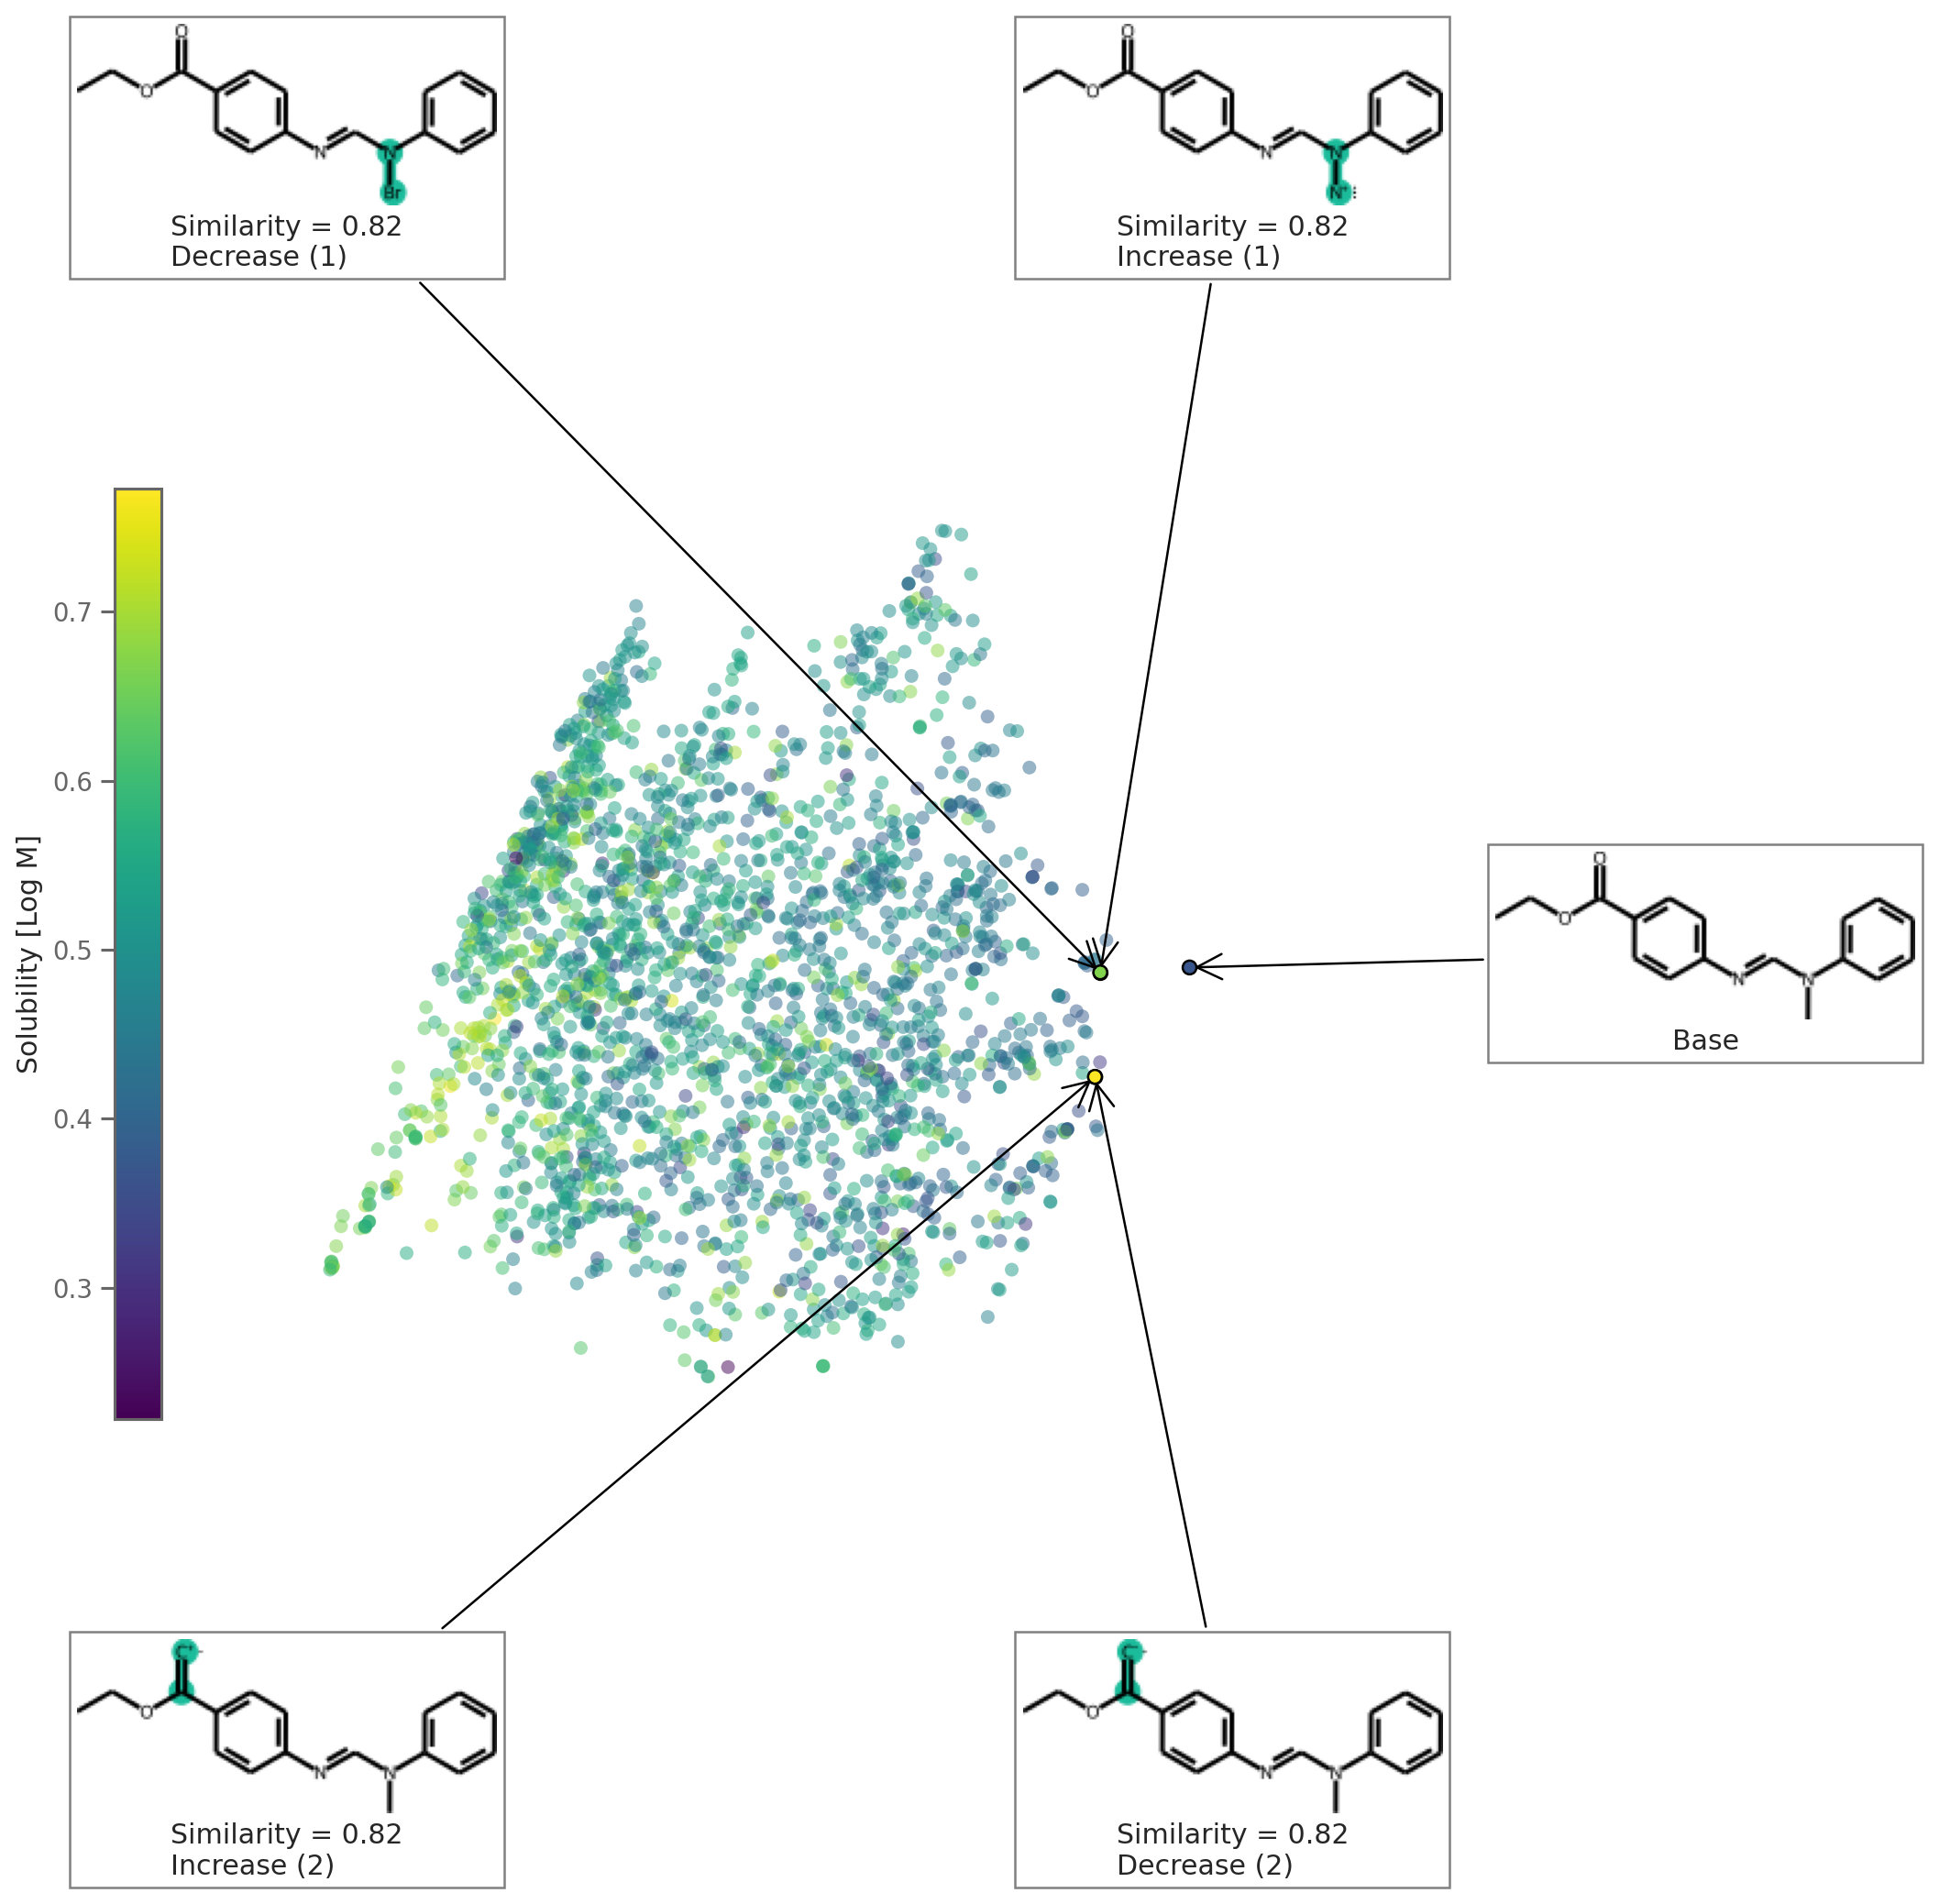 O
O
N
N
Br
Similarity = 0.82
Decrease (1)
O
O
N
N
N⁺
Similarity = 0.82
Increase (1)
Solubility [Log M]
0.7
0.6
0.5
0.4
0.3
O
O
N
N
Base
O
N
N
Similarity = 0.82
Increase (2)
O
N
N
Similarity = 0.82
Decrease (2)